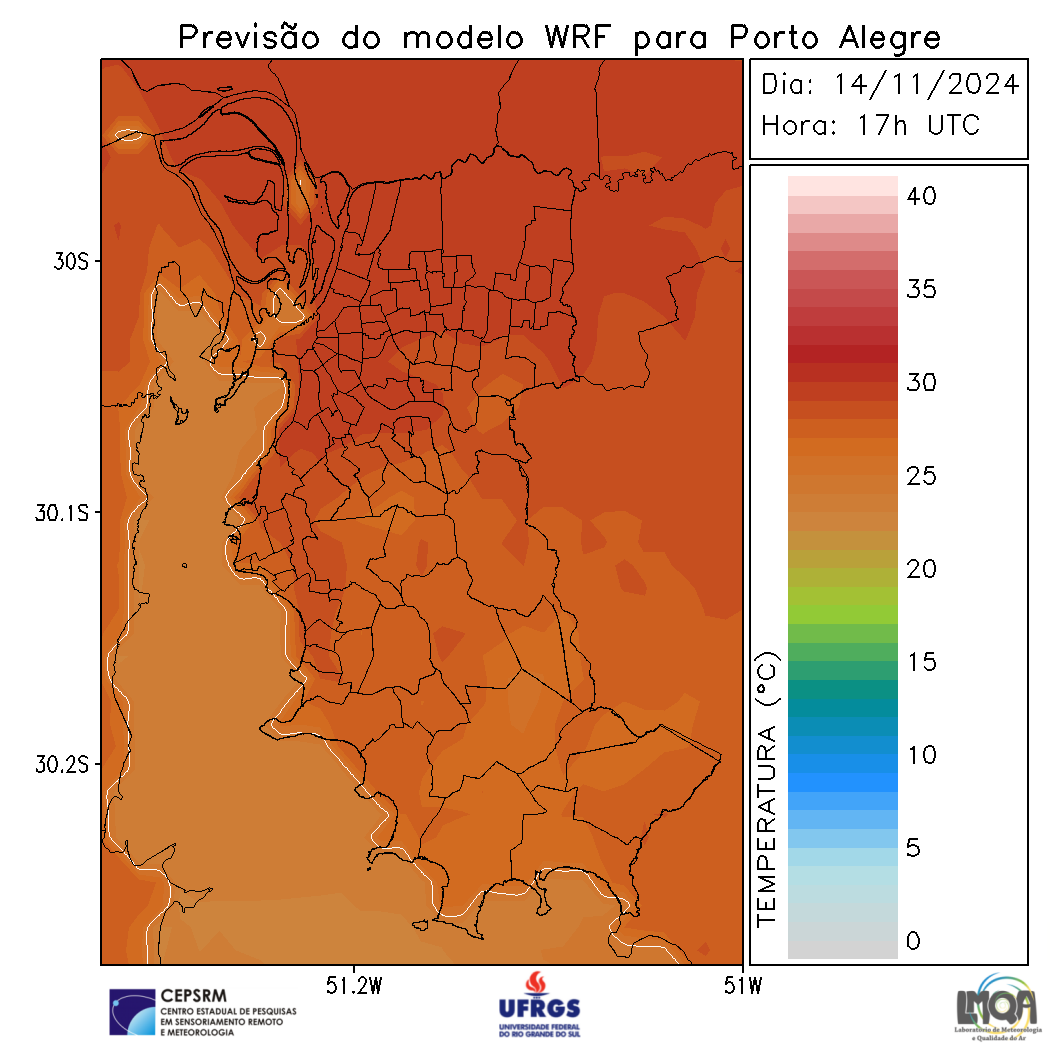 Previsão do modelo WRF para Porto Alegre
Dia: 14/11/2024
Hora: 17h UTC
40
35
30
25
20
15
10
5
0
TEMPERATURA (°C)
30S
30.1S
30.2S
51.2W
51W
CEPSRM
CENTRO ESTADUAL DE PESQUISAS
EM SENSORIAMENTO REMOTO
E METEOROLOGIA
UFRGS
UNIVERSIDADE FEDERAL
DO RIO GRANDE DO SUL
LMQA
Laboratório de Meteorologia
e Qualidade do Ar